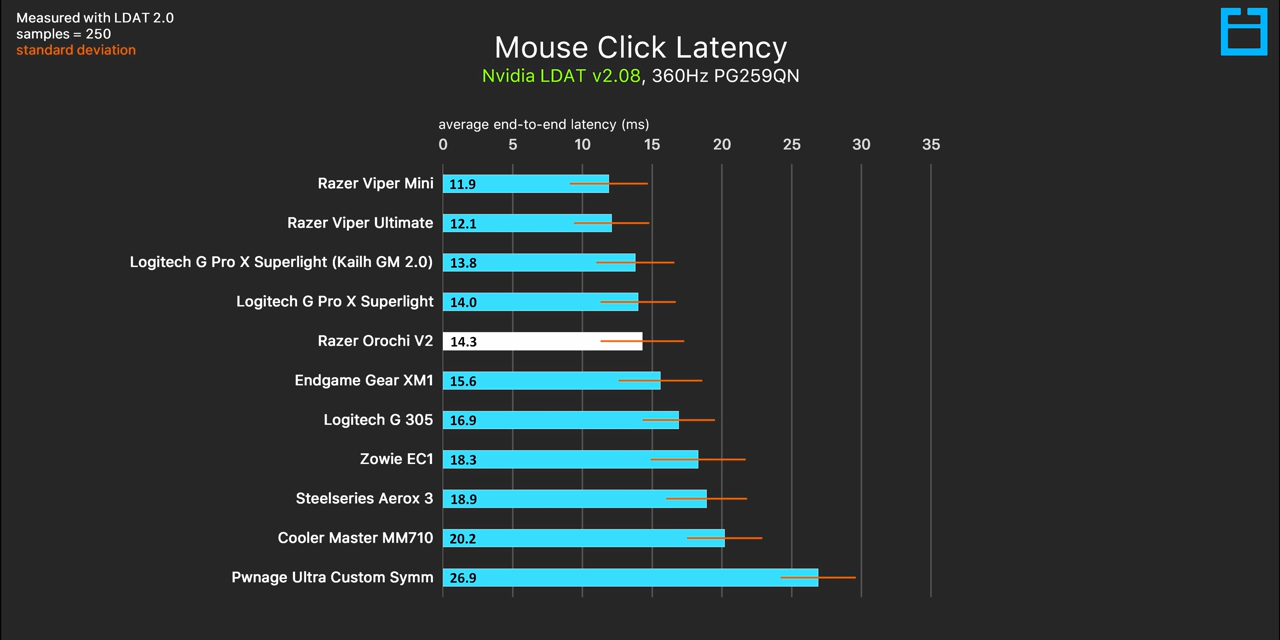 Measured with LDAT 2.0
samples = 250
standard deviation
Mouse Click Latency
Nvidia LDAT v2.08, 360Hz PG259QN
average end-to-end latency (ms)
0 5 10 15 20 25 30 35
Razer Viper Mini 11.9
Razer Viper Ultimate 12.1
Logitech G Pro X Superlight (Kailh GM 2.0) 13.8
Logitech G Pro X Superlight 14.0
Razer Orochi V2 14.3
Endgame Gear XM1 15.6
Logitech G 305 16.9
Zowie EC1 18.3
Steelseries Aerox 3 18.9
Cooler Master MM710 20.2
Pwnage Ultra Custom Symm 26.9